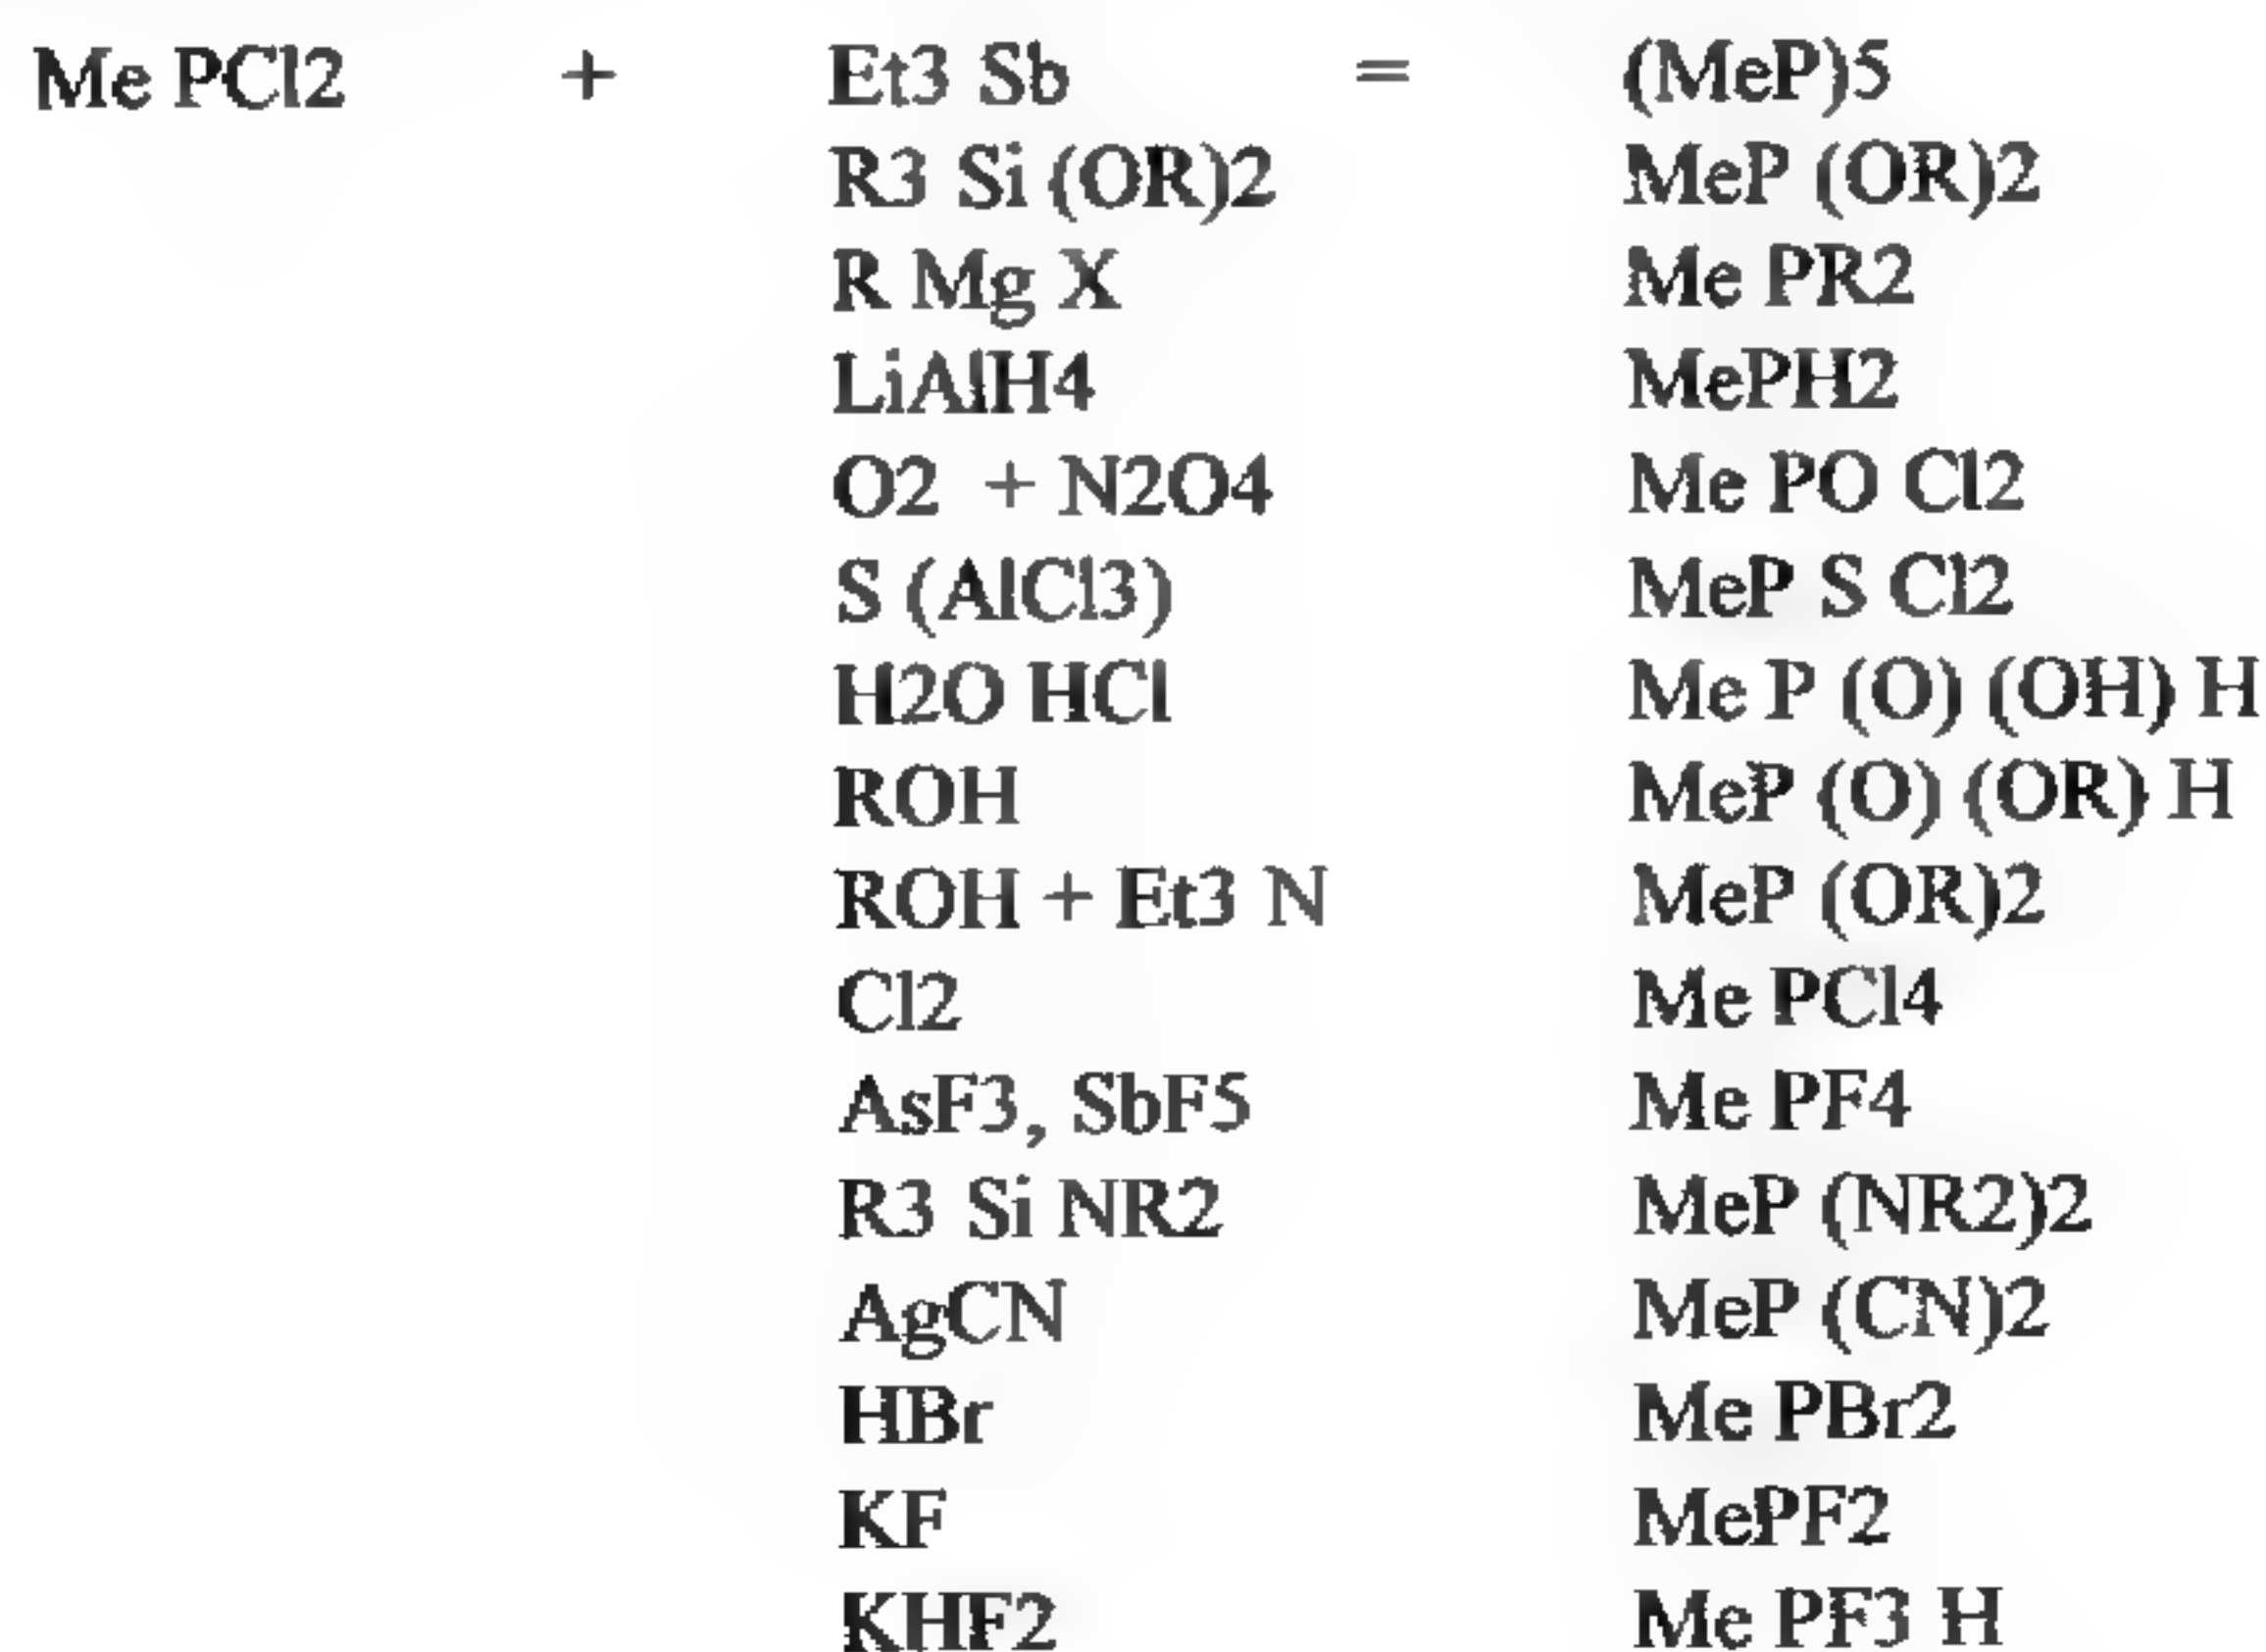 Me PCl2 + Et3 Sb = (MeP)5
R3 Si (OR)2 MeP (OR)2
R Mg X Me PR2
LiAlH4 MePH2
O2 + N2O4 Me PO Cl2
S (AlCl3) MeP S Cl2
H2O HCl Me P (O) (OH) H
ROH MeP (O) (OR) H
ROH + Et3 N MeP (OR)2
Cl2 Me PCl4
AsF3, SbF5 Me PF4
R3 Si NR2 MeP (NR2)2
AgCN MeP (CN)2
HBr Me PBr2
KF MePF2
KHF2 Me PF3 H